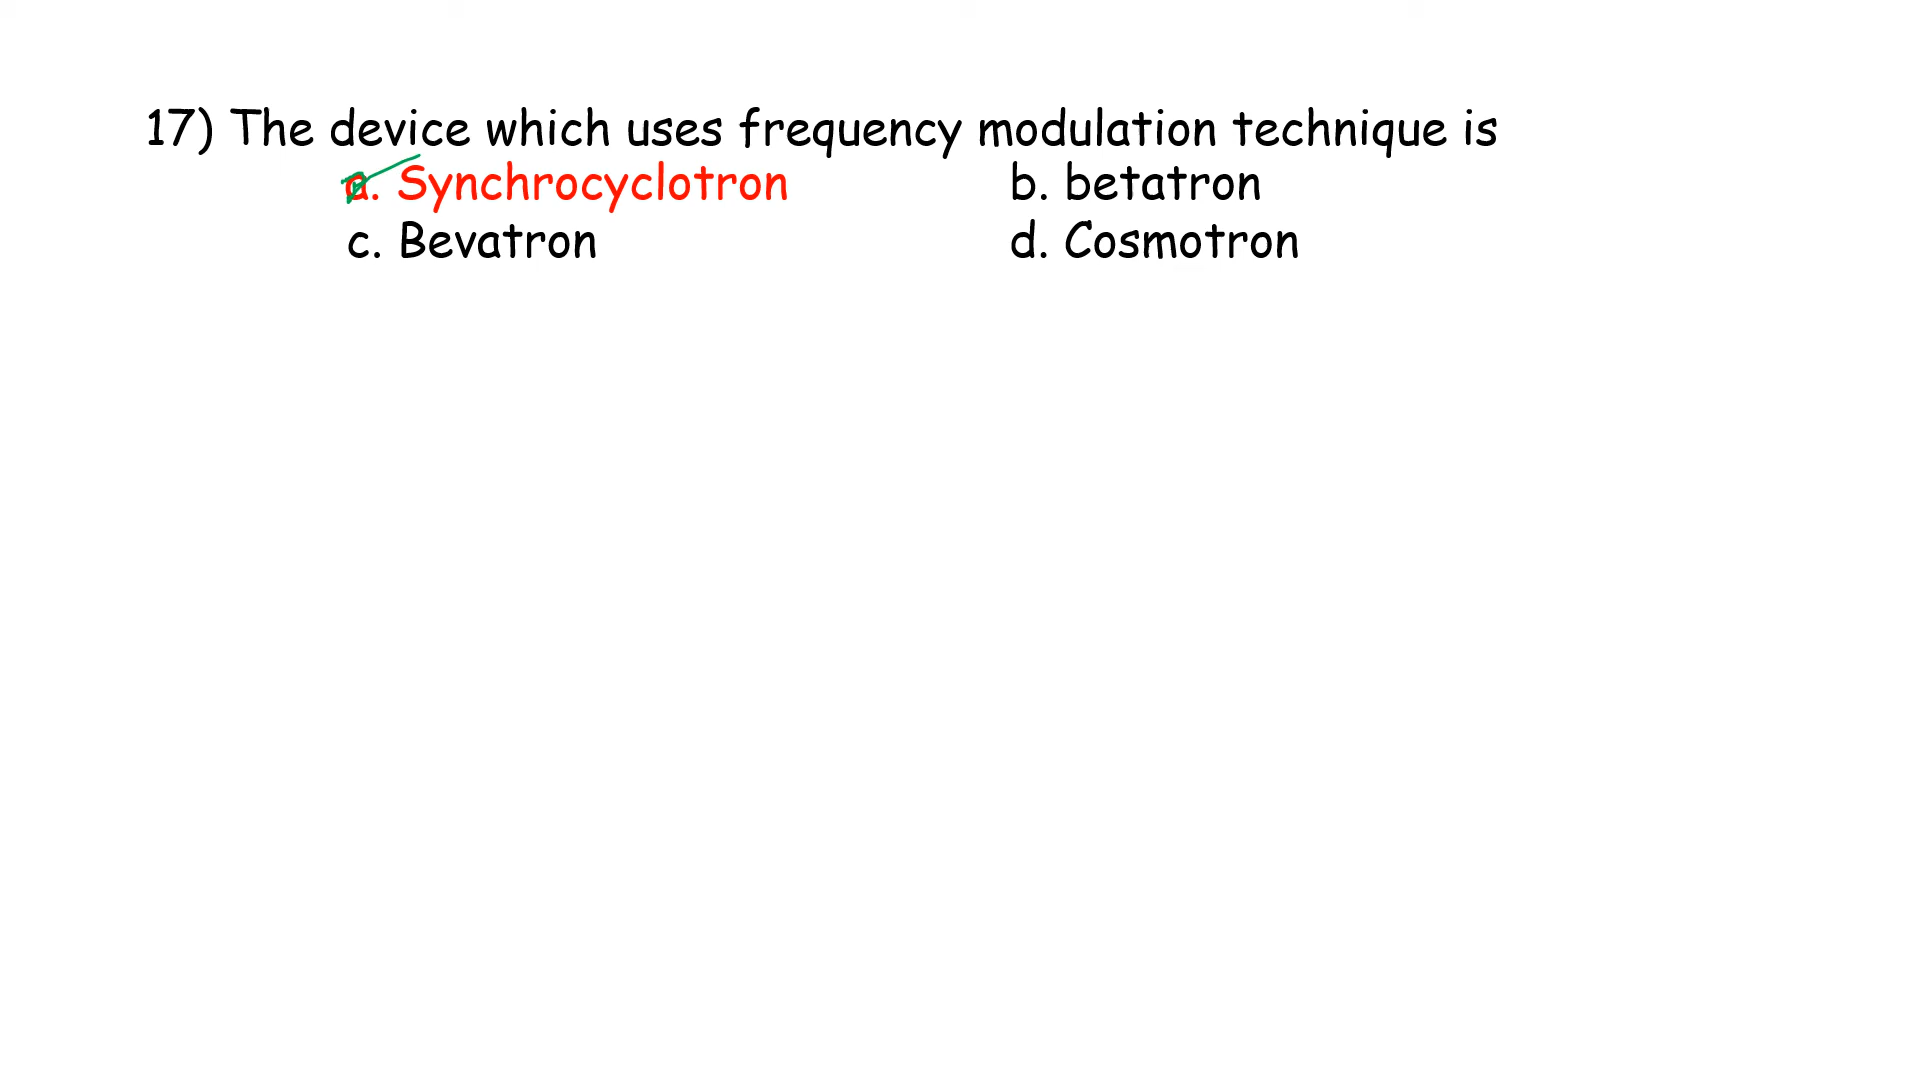 17) The device which uses frequency modulation technique is
a. Synchrocyclotron b. betatron
c. Bevatron d. Cosmotron